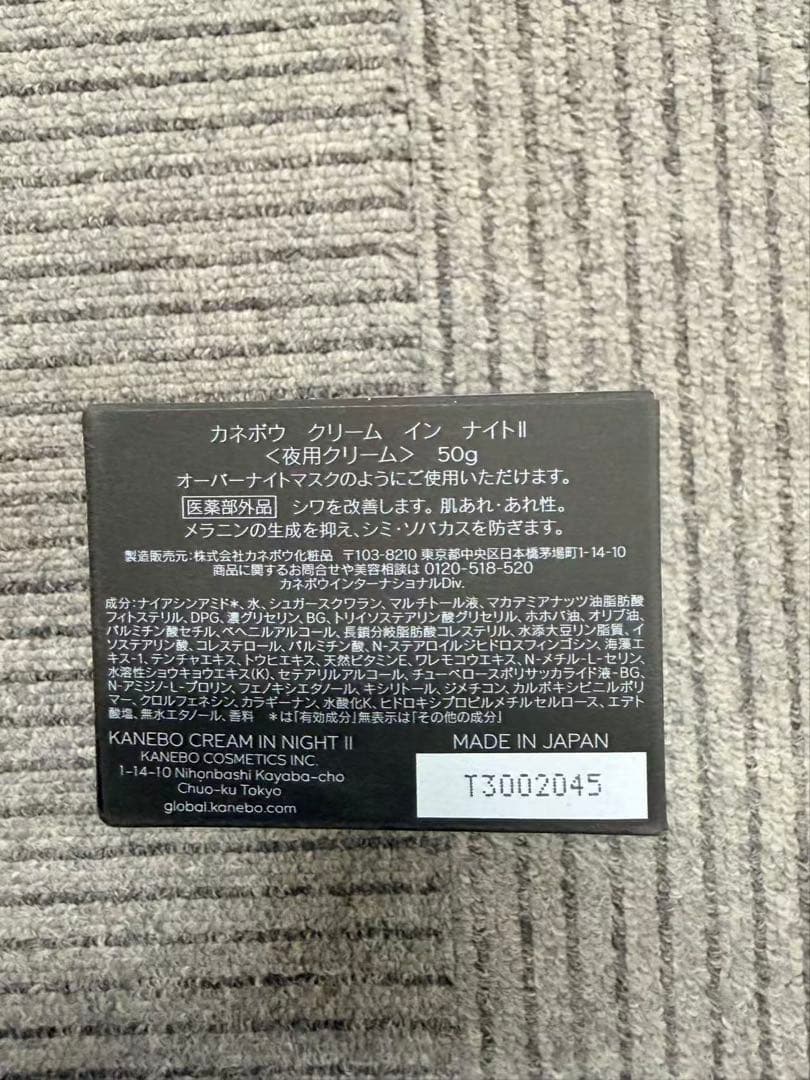 カネボウ クリーム イン ナイトⅡ
<夜用クリーム> 50g
オーバーナイトマスクのようにご使用いただけます。
医薬部外品 シワを改善します。肌あれ・あれ性。
メラニンの生成を抑え、シミ・ソバカスを防ぎます。
製造販売元:株式会社カネボウ化粧品 〒103-8210 東京都中央区日本橋茅場町1-14-10
商品に関するお問合せや美容相談は 0120-518-520
カネボウインターナショナルDiv.
成分:ナイアシンアミド*、水、シュガースクワラン、マルチトール液、マカデミアナッツ油脂肪酸
フィトステリル、DPG、濃グリセリン、BG、トリイソステアリン酸グリセリル、ホホバ油、オリブ油、
パルミチン酸セチル、ベヘニルアルコール、長鎖分岐脂肪酸コレステリル、水添大豆リン脂質、イ
ソステアリン酸、コレステロール、パルミチン酸、N-ステアロイルジヒドロスフィンゴシン、海藻エ
キス-1、テンチャエキス、トウヒエキス、天然ビタミンE、ワレモコウエキス、N-メチル-L-セリン、
水溶性ショウキョウエキス(K)、セテアリルアルコール、チューベロースポリサッカライド液-BG、
N-アミジノ-L-プロリン、フェノキシエタノール、キシリトール、ジメチコン、カルボキシビニルポリ
マー、クロルフェネシン、カラギーナン、水酸化K、ヒドロキシプロピルメチルセルロース、エデト
酸塩、無水エタノール、香料 *は「有効成分」無表示は「その他の成分」
KANEBO CREAM IN NIGHT Ⅱ
KANEBO COSMETICS INC.
1-14-10 Nihonbashi Kayaba-cho
Chuo-ku Tokyo
global.kanebo.com
MADE IN JAPAN
T3002045